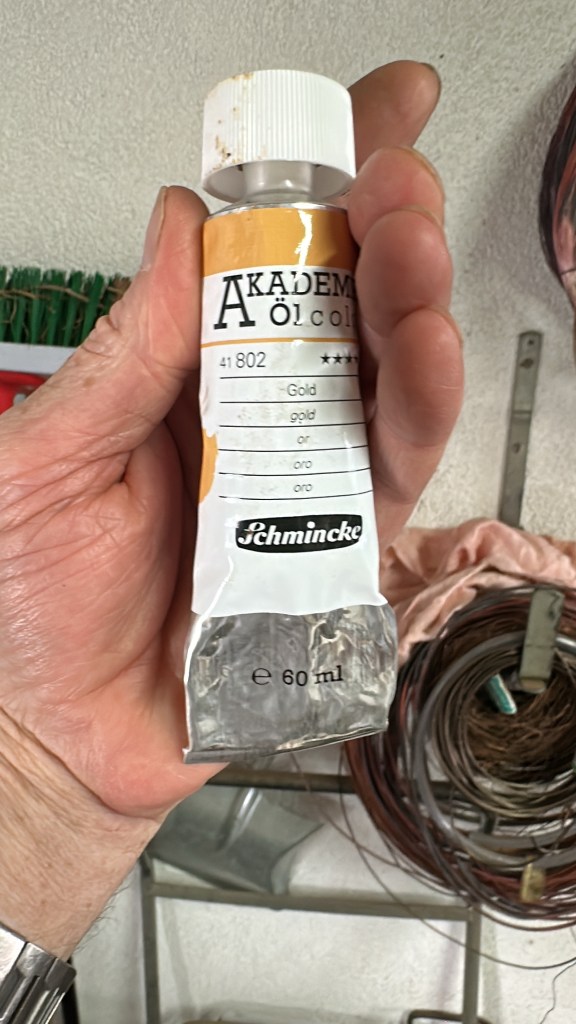 AKADEM
ÖLcol
41 802 ★★★★
Gold
gold
or
oro
oro
Schmincke
℮ 60 ml